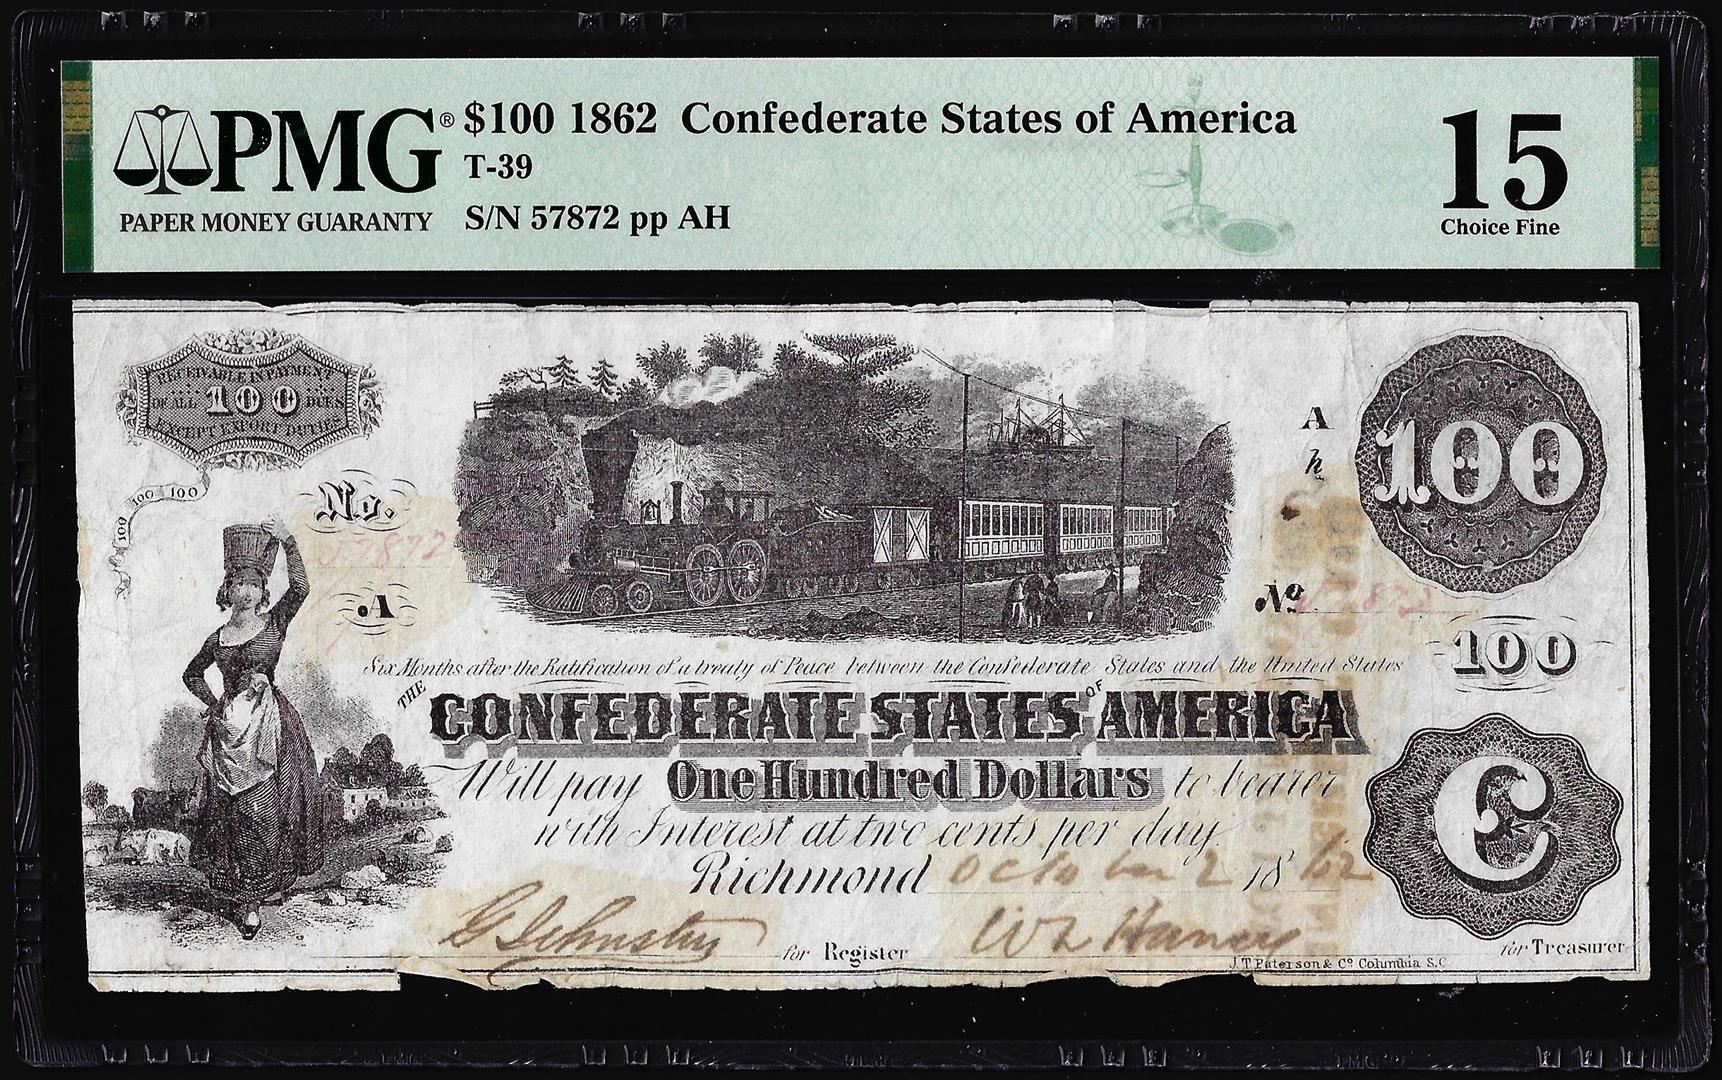 PMG® $100 1862 Confederate States of America
T-39
PAPER MONEY GUARANTY
S/N 57872 pp AH
15
Choice Fine
RECEIVABLE IN PAYMENT
OF ALL 100 DUES
EXCEPT EXPORT DUTIES
100 100 100
No.
57872
A
A
h
100
No 57872
100
Six Months after the Ratification of a treaty of Peace between the Confederate States and the United States
THE CONFEDERATE STATES OF AMERICA
Will pay One Hundred Dollars to bearer
with Interest at two cents per day.
Richmond October 2 1862
C
for Register
for Treasurer
J.T. Paterson & Co Columbia S.C
PMG